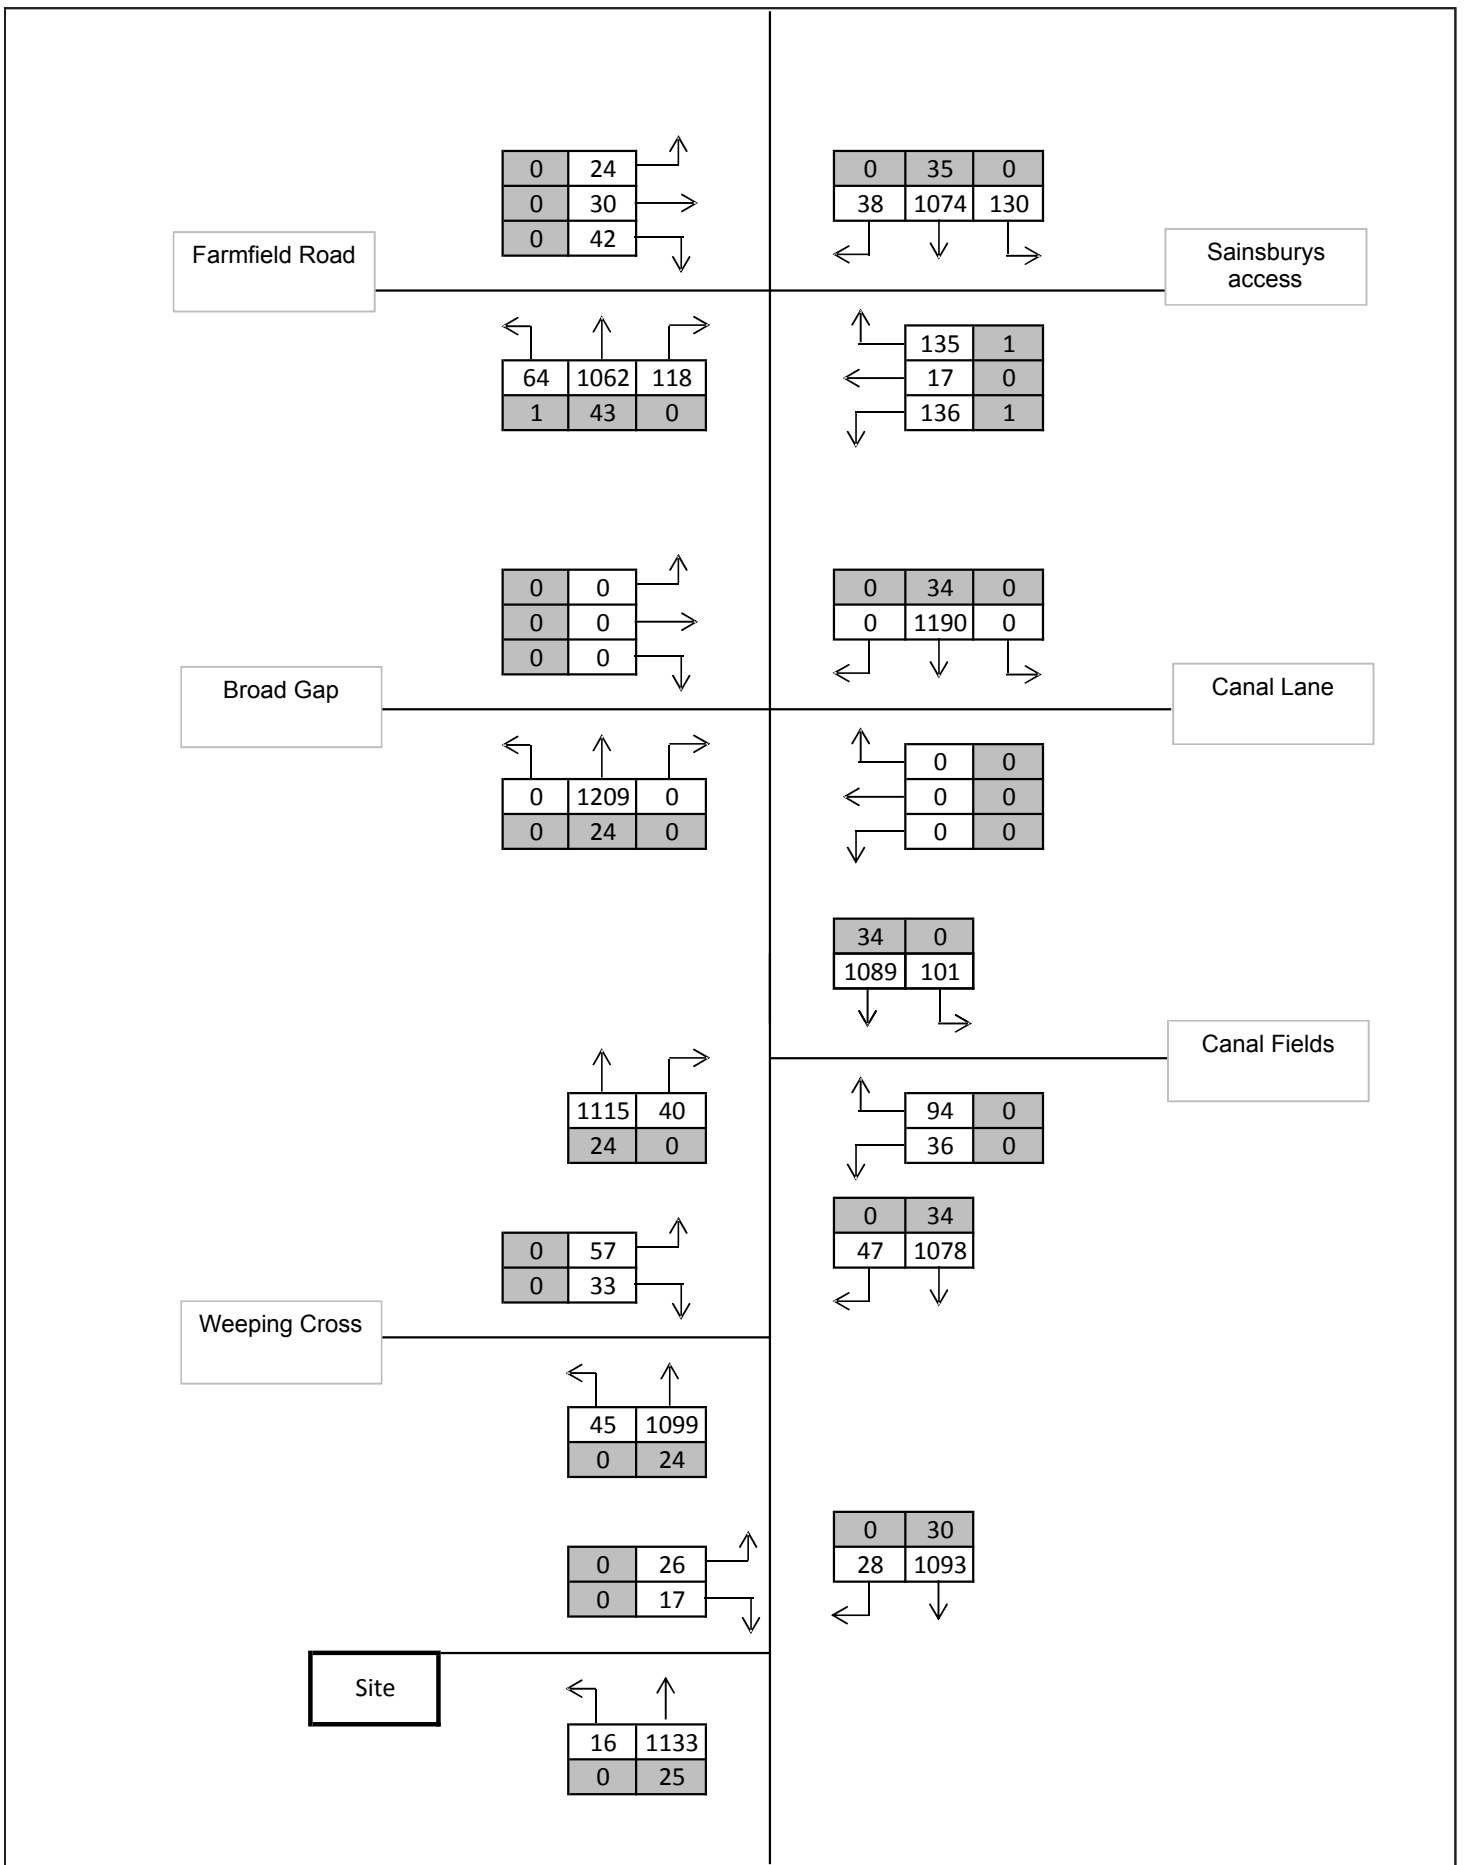 0 24
0 30
0 42
0 35 0
38 1074 130
Farmfield Road
Sainsburys
access
64 1062 118
1 43 0
135 1
17 0
136 1
0 0
0 0
0 0
0 34 0
0 1190 0
Broad Gap
Canal Lane
0 1209 0
0 24 0
0 0
0 0
0 0
34 0
1089 101
Canal Fields
1115 40
24 0
94 0
36 0
0 57
0 33
0 34
47 1078
Weeping Cross
45 1099
0 24
0 26
0 17
0 30
28 1093
Site
16 1133
0 25